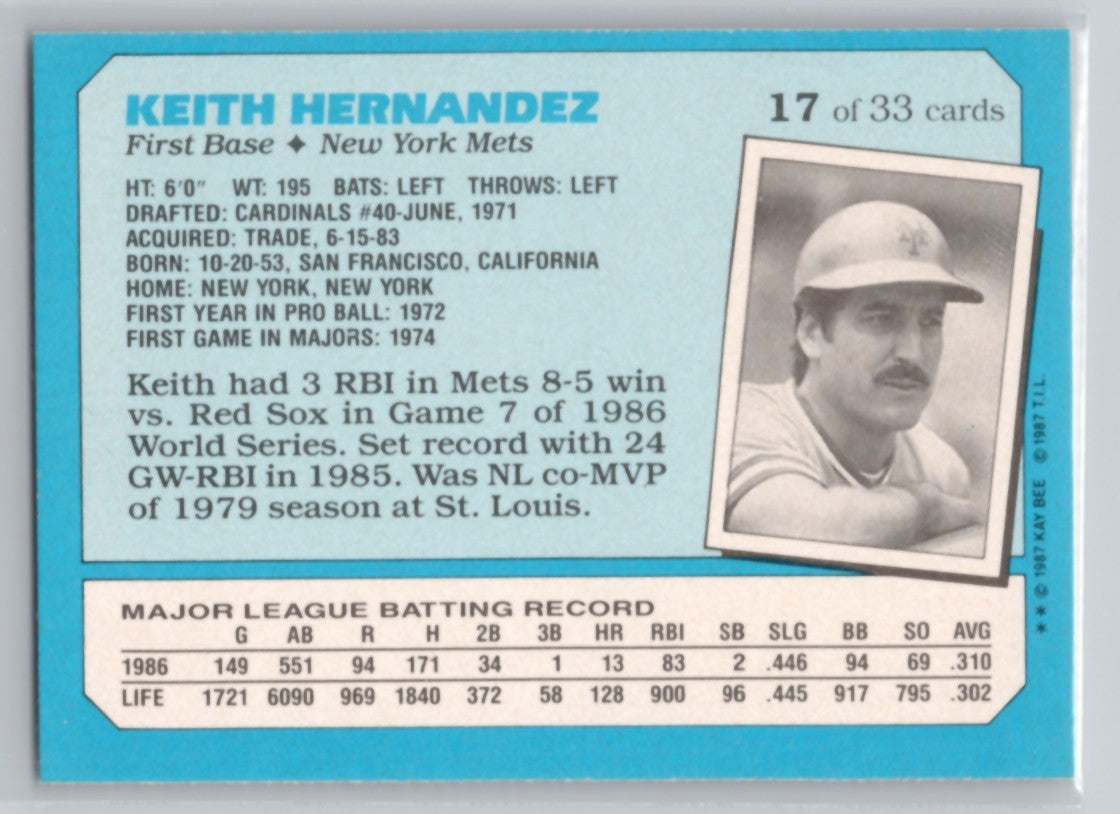 KEITH HERNANDEZ
17 of 33 cards
First Base ✦ New York Mets
HT: 6'0" WT: 195 BATS: LEFT THROWS: LEFT
DRAFTED: CARDINALS #40-JUNE, 1971
ACQUIRED: TRADE, 6-15-83
BORN: 10-20-53, SAN FRANCISCO, CALIFORNIA
HOME: NEW YORK, NEW YORK
FIRST YEAR IN PRO BALL: 1972
FIRST GAME IN MAJORS: 1974
Keith had 3 RBI in Mets 8-5 win
vs. Red Sox in Game 7 of 1986
World Series. Set record with 24
GW-RBI in 1985. Was NL co-MVP
of 1979 season at St. Louis.
NY
** © 1987 KAY BEE © 1987 T.I.L.
MAJOR LEAGUE BATTING RECORD
G AB R H 2B 3B HR RBI SB SLG BB SO AVG
1986 149 551 94 171 34 1 13 83 2 .446 94 69 .310
LIFE 1721 6090 969 1840 372 58 128 900 96 .445 917 795 .302